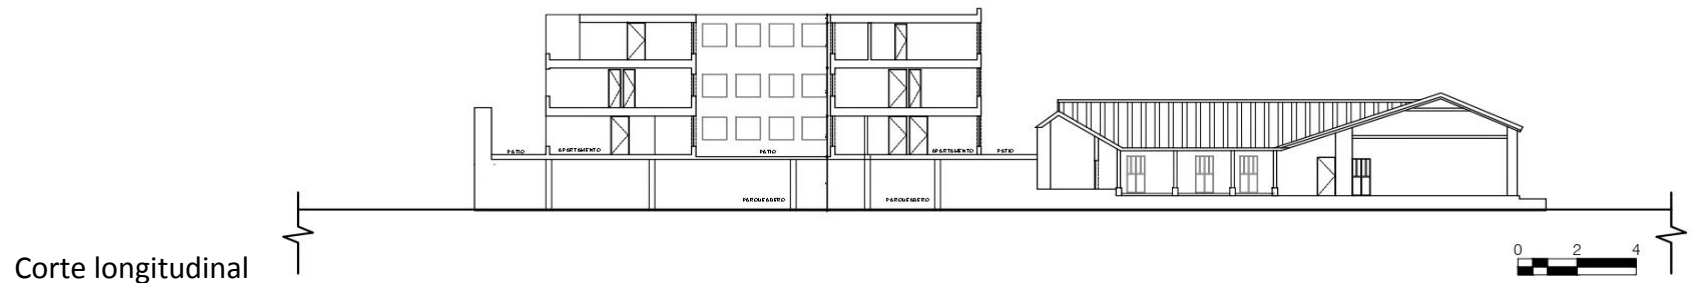 PATIO APARTAMENTO PATIO APARTAMENTO PATIO
PARQUEADERO PARQUEADERO
0 2 4
Corte longitudinal